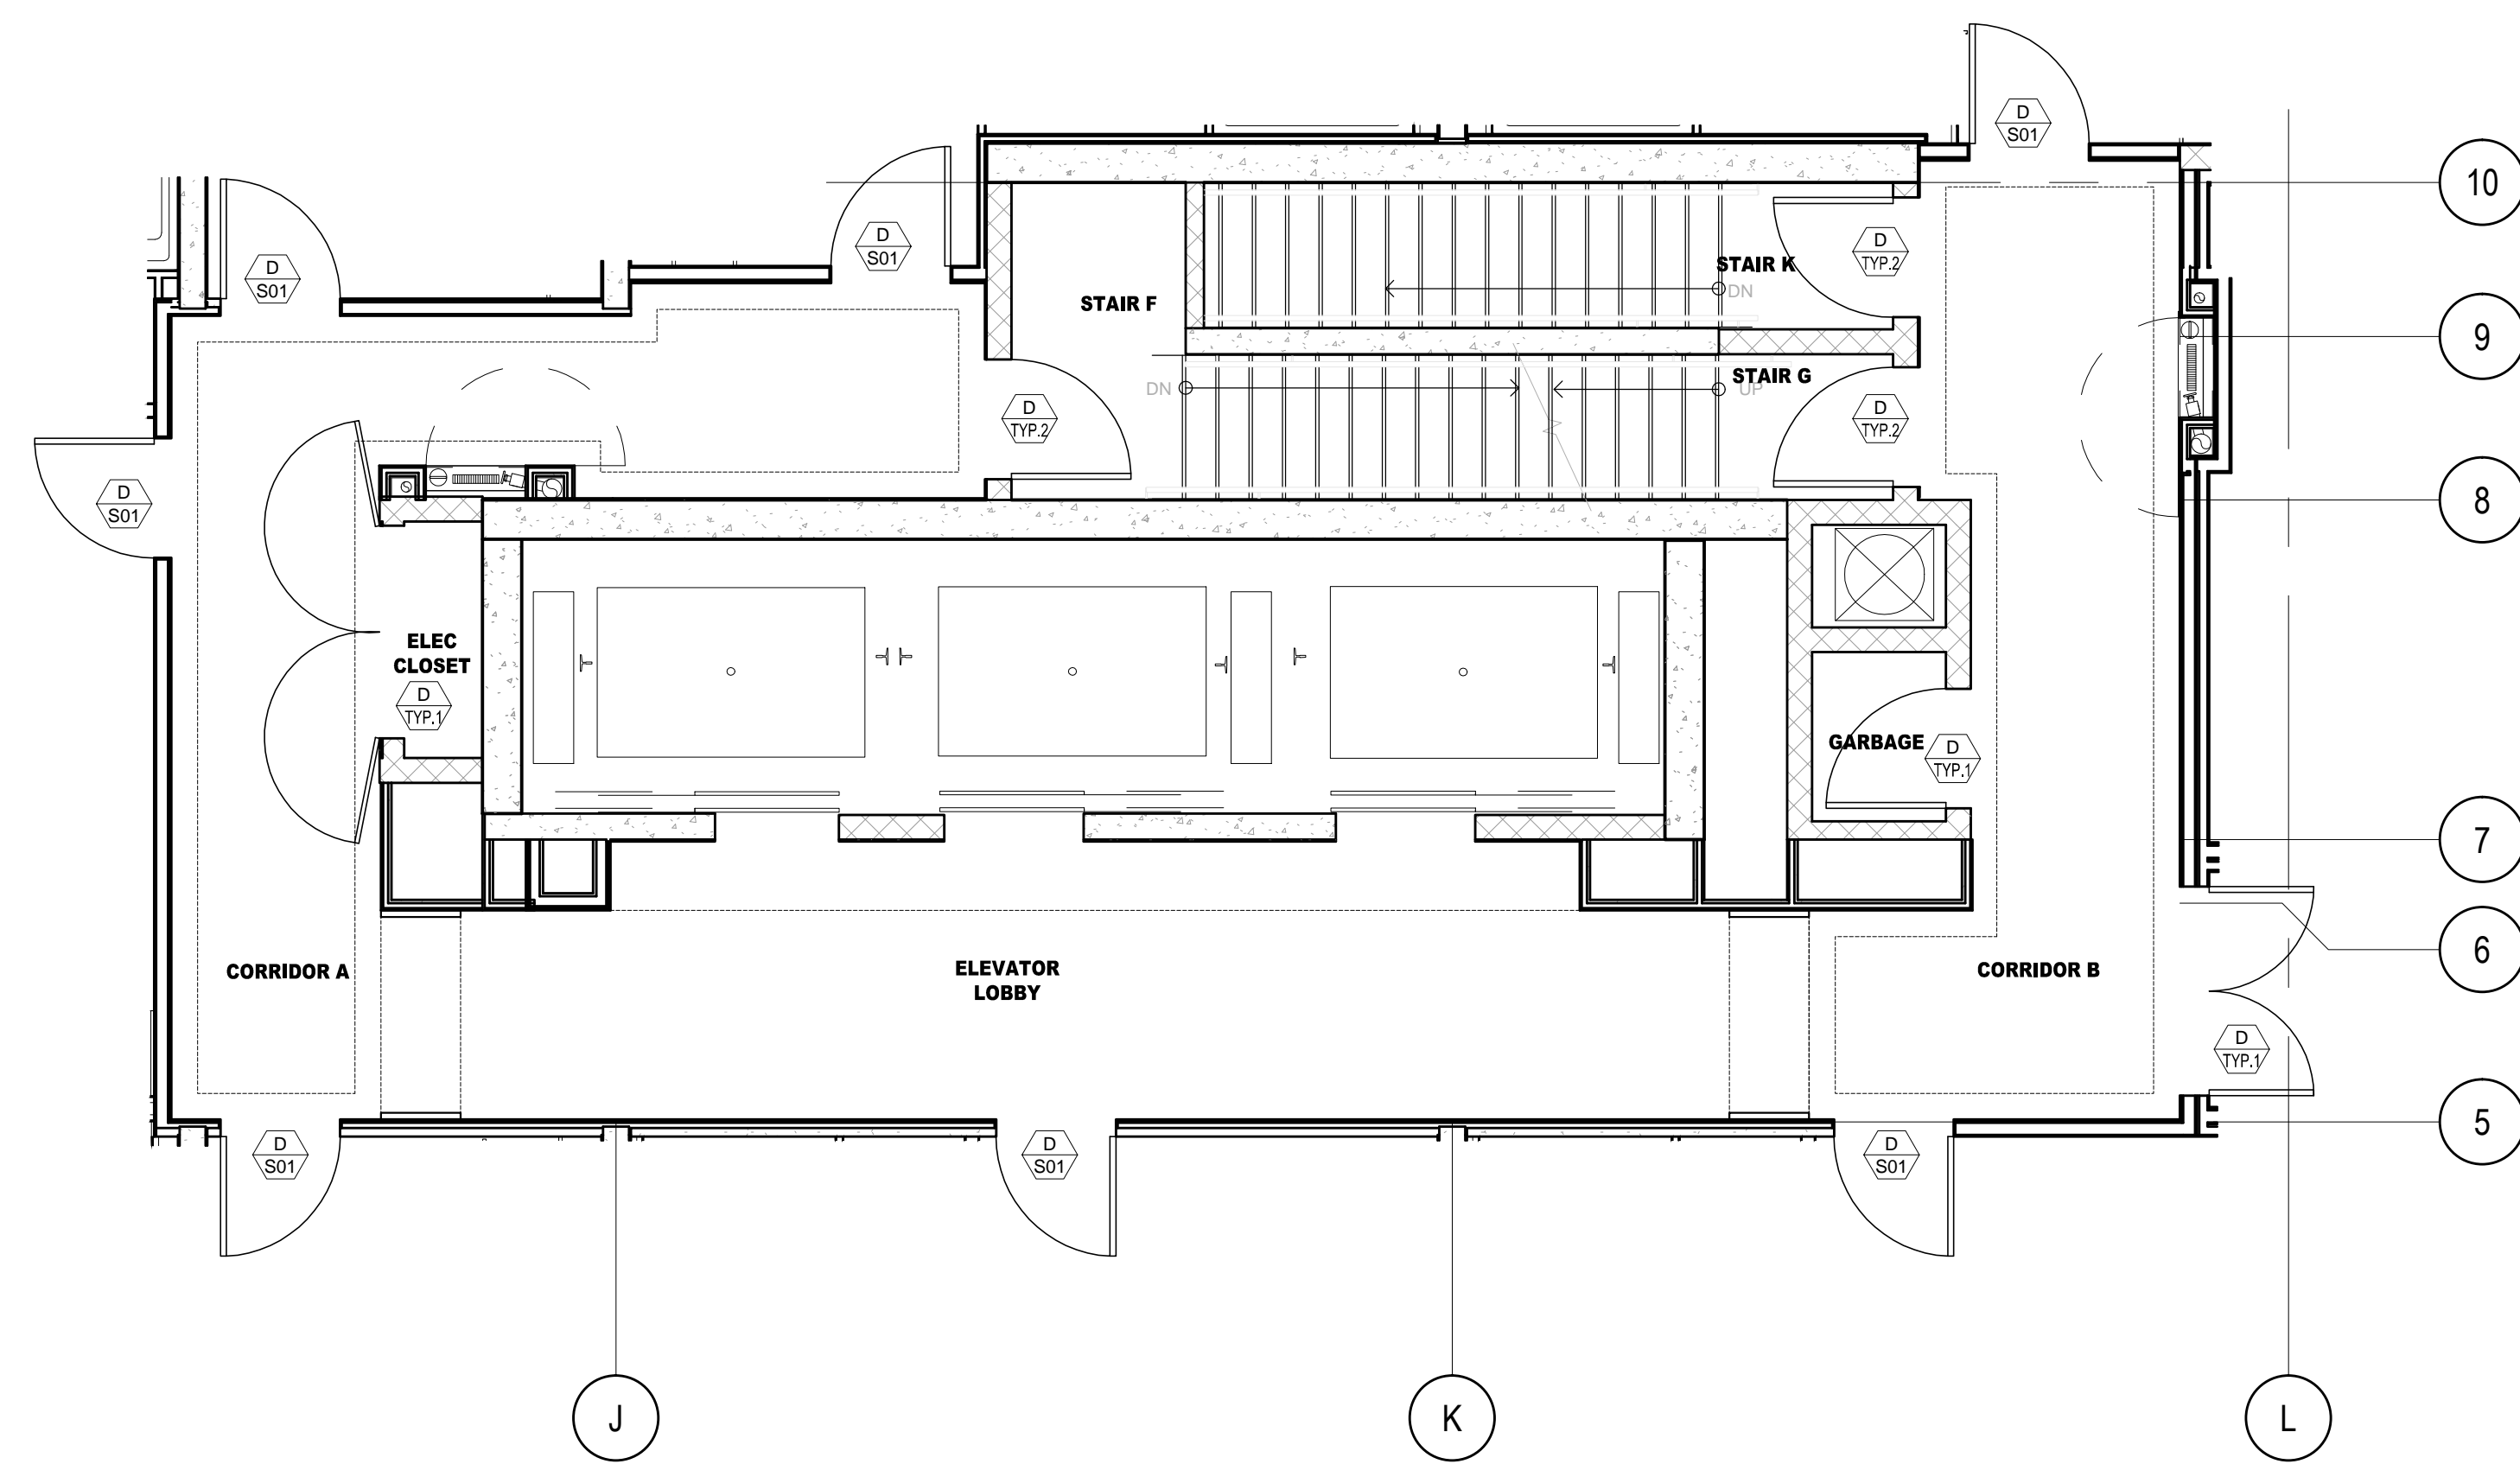 D
S01
10
D
S01
D
TYP.2
D
S01
STAIR K
DN
STAIR F
9
STAIR G
DN
UP
D
TYP.2
D
TYP.2
D
S01
8
ELEC
CLOSET
D
TYP.1
GARBAGE
D
TYP.1
7
6
CORRIDOR A
ELEVATOR
LOBBY
CORRIDOR B
D
TYP.1
5
D
S01
D
S01
D
S01
J
K
L